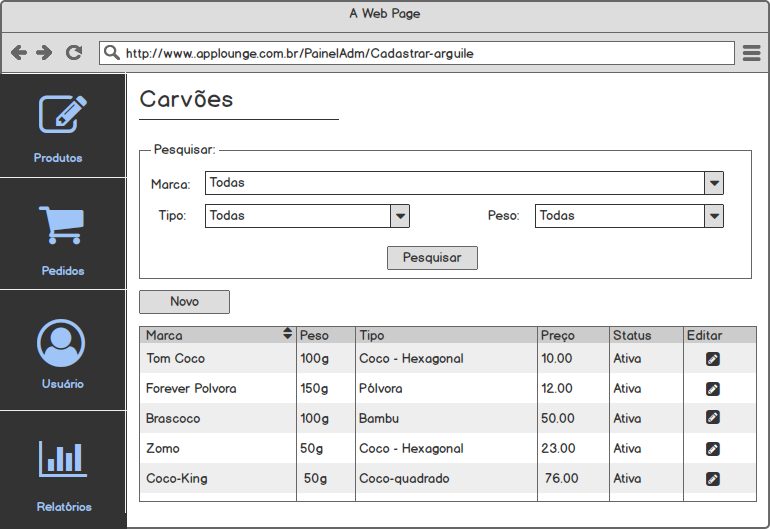 A Web Page
http://www..applounge.com.br/PainelAdm/Cadastrar-arguile
Produtos
Pedidos
Usuário
Relatórios
Carvões
Pesquisar:
Marca: Todas
Tipo: Todas Peso: Todas
Pesquisar
Novo
Marca Peso Tipo Preço Status Editar
Tom Coco 100g Coco - Hexagonal 10.00 Ativa
Forever Polvora 150g Pólvora 12.00 Ativa
Brascoco 100g Bambu 50.00 Ativa
Zomo 50g Coco - Hexagonal 23.00 Ativa
Coco-King 50g Coco-quadrado 76.00 Ativa